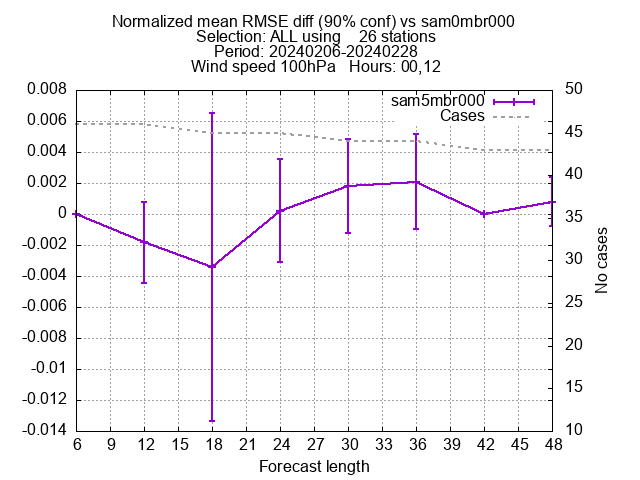 Normalized mean RMSE diff (90% conf) vs sam0mbr000
Selection: ALL using    26 stations
Period: 20240206-20240228
Wind speed 100hPa   Hours: 00,12
sam5mbr000
Cases
0.008
0.006
0.004
0.002
0
-0.002
-0.004
-0.006
-0.008
-0.01
-0.012
-0.014
50
45
40
35
30
25
20
15
10
No cases
6 9 12 15 18 21 24 27 30 33 36 39 42 45 48
Forecast length